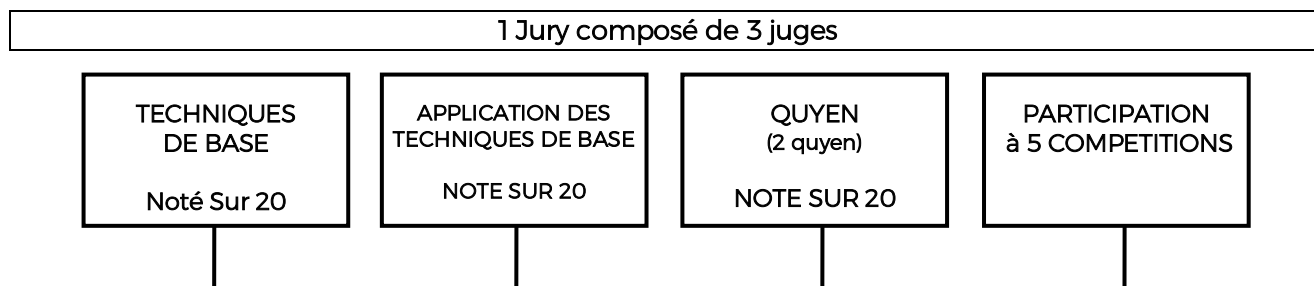 1 Jury composé de 3 juges
TECHNIQUES
DE BASE
Noté Sur 20
APPLICATION DES
TECHNIQUES DE BASE
NOTE SUR 20
QUYEN
(2 quyen)
NOTE SUR 20
PARTICIPATION
à 5 COMPETITIONS